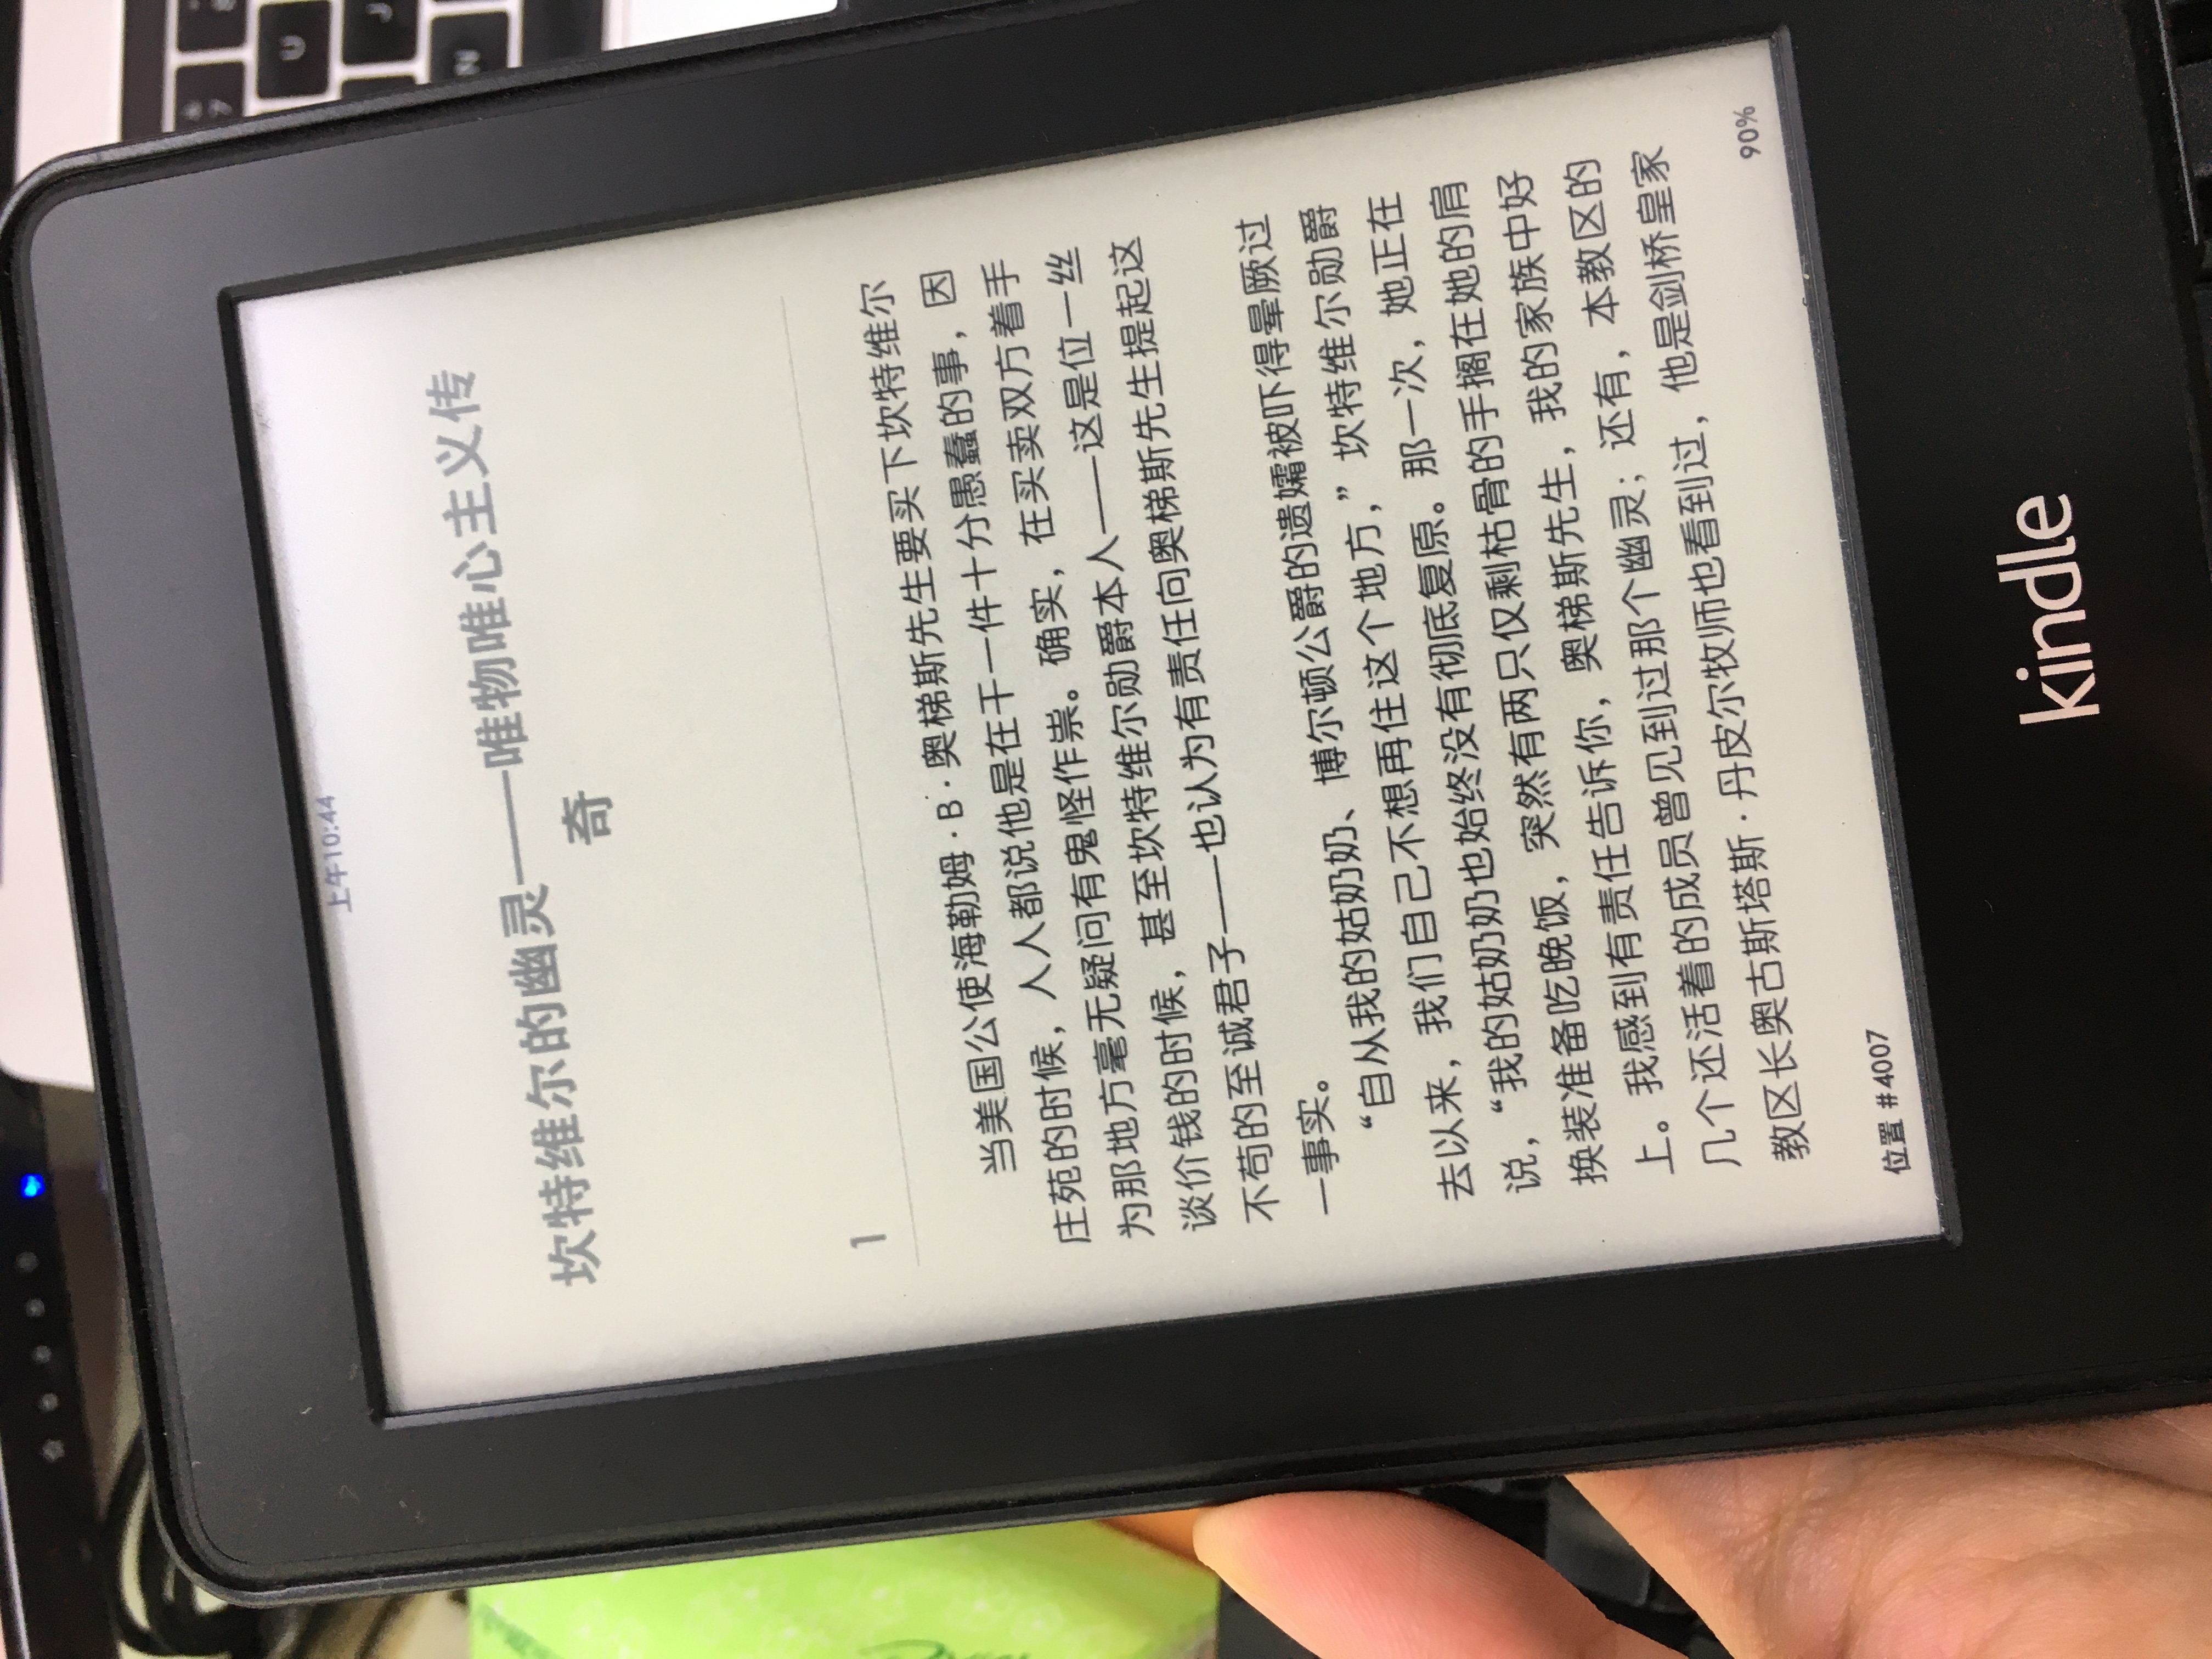 上午10:44
坎特维尔的幽灵——唯物唯心主义传
奇
1
当美国公使海勒姆·B·奥梯斯先生要买下坎特维尔
庄苑的时候，人人都说他是在干一件十分愚蠢的事，因
为那地方毫无疑问有鬼怪作祟。确实，在买卖双方着手
谈价钱的时候，甚至坎特维尔勋爵本人——这是位一丝
不苟的至诚君子——也认为有责任向奥梯斯先生提起这
一事实。
“自从我的姑奶奶、博尔顿公爵的遗孀被吓得晕厥过
去以来，我们自己不想再住这个地方，”坎特维尔勋爵
说，“我的姑奶奶也始终没有彻底复原。那一次，她正在
换装准备吃晚饭，突然有两只仅剩枯骨的手搁在她的肩
上。我感到有责任告诉你，奥梯斯先生，我的家族中好
几个还活着的成员曾见到过那个幽灵；还有，本教区的
教区长奥古斯塔斯·丹皮尔牧师也看到过，他是剑桥皇家
位置 #4007
90%
kindle
7
U
J
N